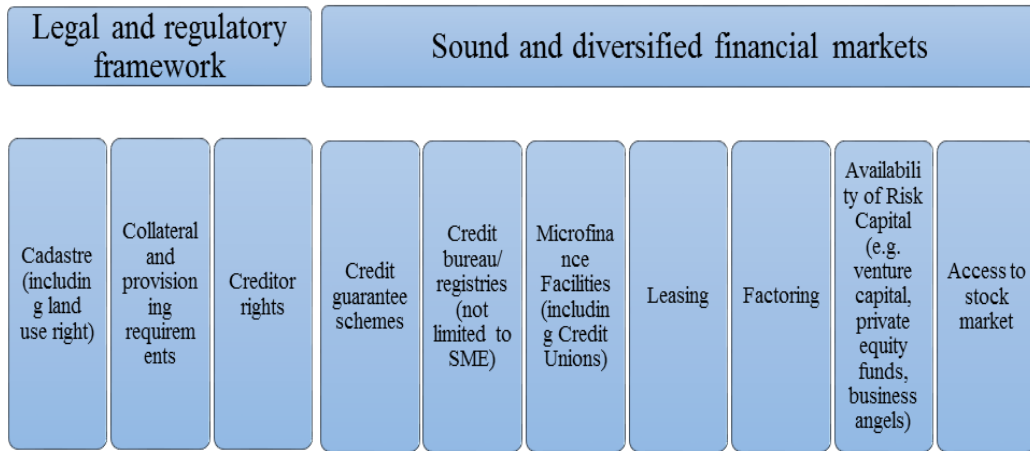 Legal and regulatory
framework
Sound and diversified financial markets
Cadastre
(includin
g land
use right)
Collateral
and
provision
ing
requirem
ents
Creditor
rights
Credit
guarantee
schemes
Credit
bureau/
registries
(not
limited to
SME)
Microfina
nce
Facilities
(includin
g Credit
Unions)
Leasing
Factoring
Availabili
ty of Risk
Capital
(e.g.
venture
capital,
private
equity
funds,
business
angels)
Access to
stock
market